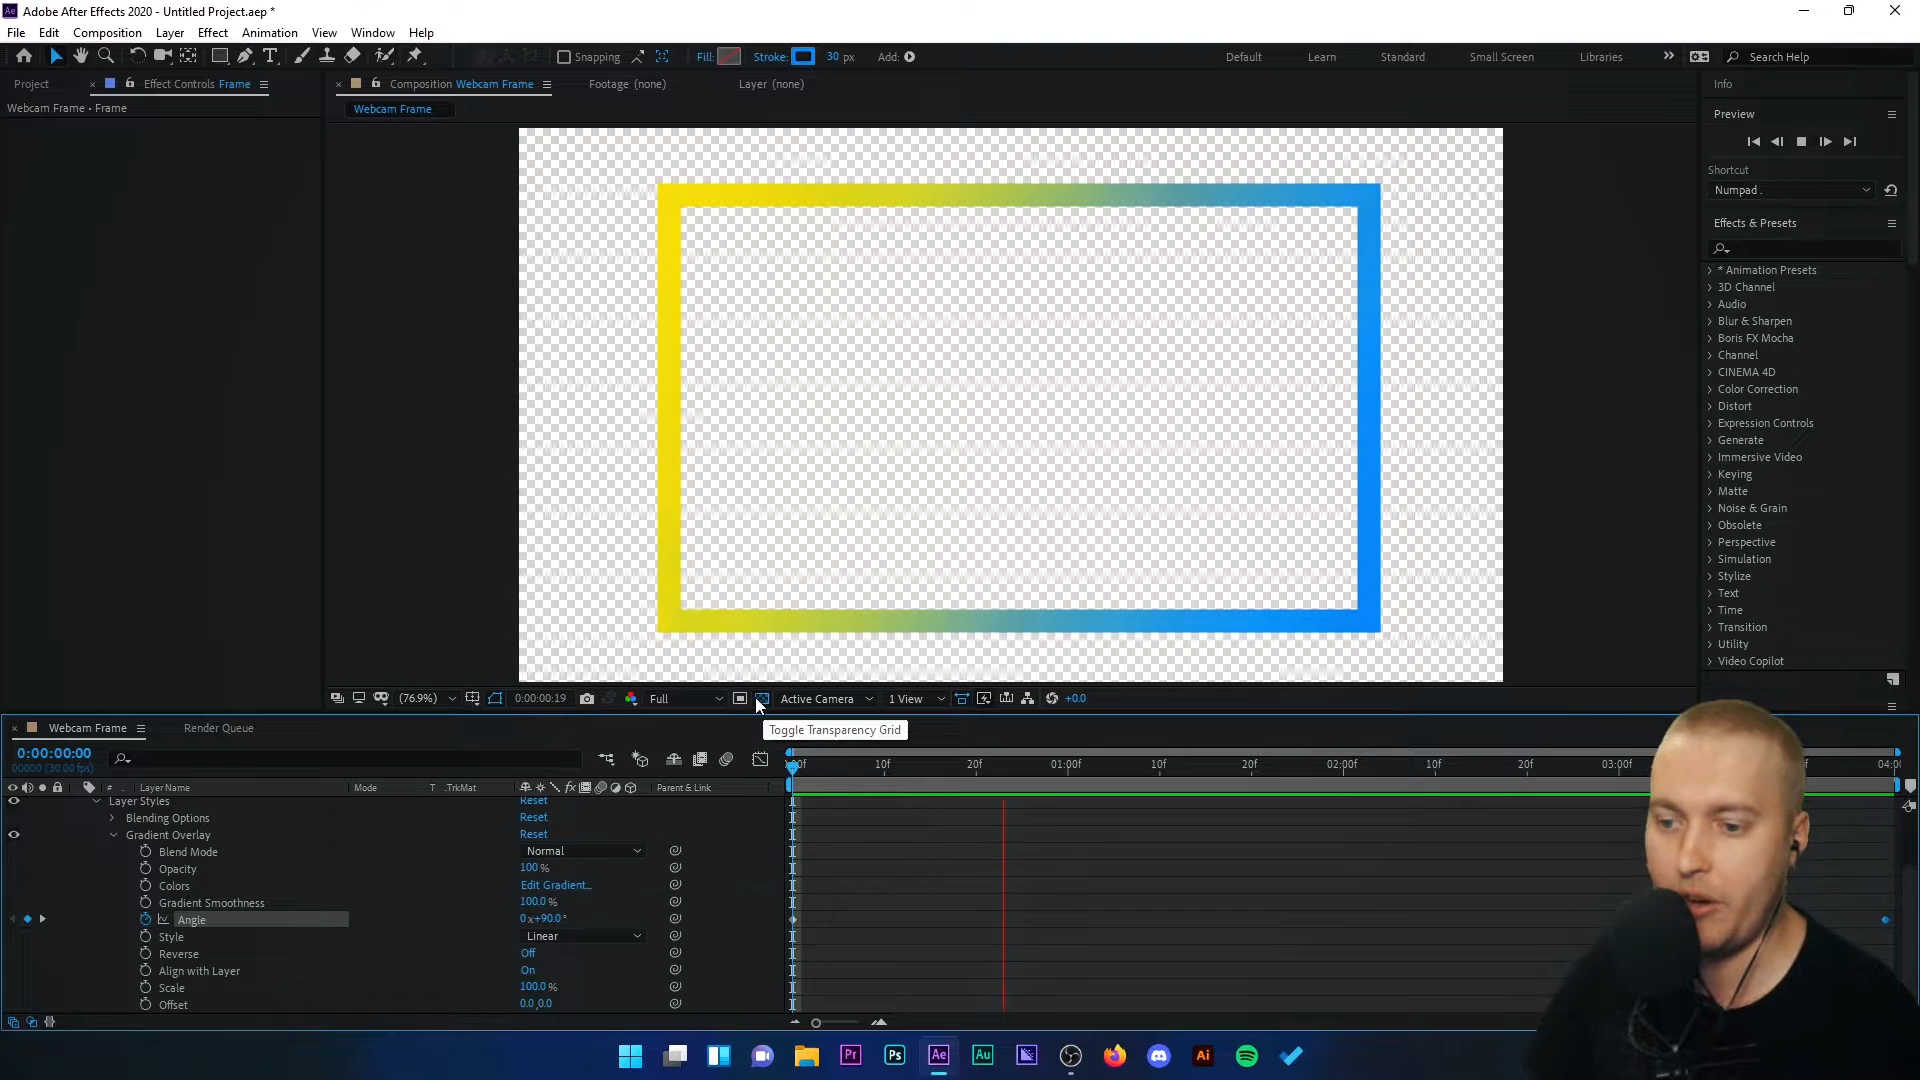 Adobe After Effects 2020 - Untitled Project.aep *
File Edit Composition Layer Effect Animation View Window Help
Snapping Fill: Stroke: 30 px Add: Default Learn Standard Small Screen Libraries Search Help
Project Effect Controls Frame Composition Webcam Frame Footage (none) Layer (none) Info
Webcam Frame • Frame
Webcam Frame
Preview
Shortcut
Numpad .
Effects & Presets
* Animation Presets
3D Channel
Audio
Blur & Sharpen
Boris FX Mocha
Channel
CINEMA 4D
Color Correction
Distort
Expression Controls
Generate
Immersive Video
Keying
Matte
Noise & Grain
Obsolete
Perspective
Simulation
Stylize
Text
Time
Transition
Utility
Video Copilot
(76.9%) 0:00:00:19 Full Active Camera 1 View +0.0
Toggle Transparency Grid
Webcam Frame Render Queue
0:00:00:00
00000 (30.00 fps)
:00f 10f 20f 01:00f 10f 20f 02:00f 10f 20f 03:00f 04:00
# Layer Name Mode T .TrkMat Parent & Link
Layer Styles Reset
Blending Options Reset
Gradient Overlay Reset
Blend Mode Normal
Opacity 100 %
Colors Edit Gradient...
Gradient Smoothness 100.0 %
Angle 0 x+90.0 °
Style Linear
Reverse Off
Align with Layer On
Scale 100.0 %
Offset 0.0 ,0.0
Pr Ps Ae Au Ai